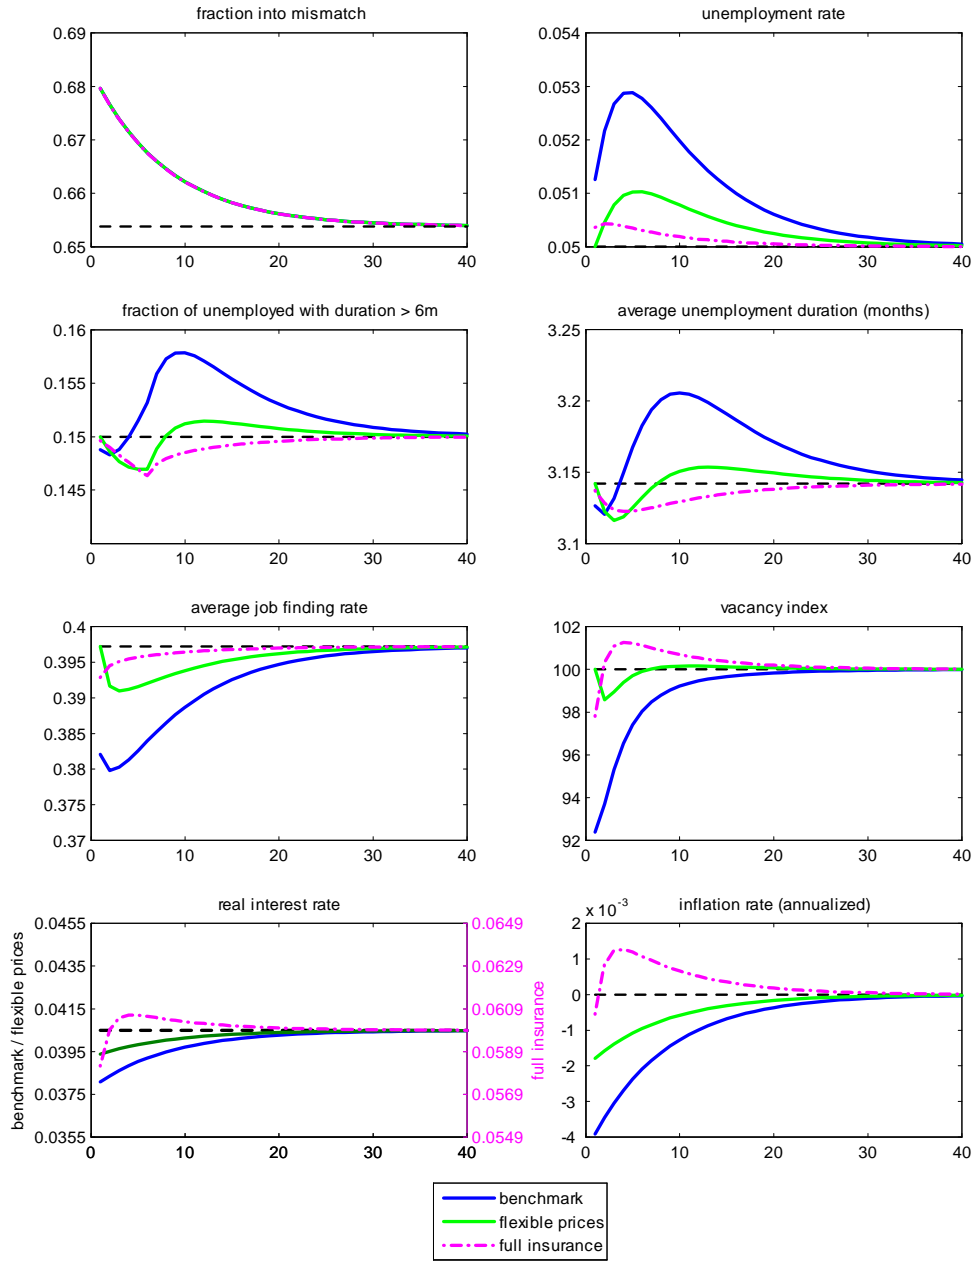 fraction into mismatch
0.69
0.68
0.67
0.66
0.65
0 10 20 30 40
unemployment rate
0.054
0.053
0.052
0.051
0.05
0 10 20 30 40
fraction of unemployed with duration > 6m
0.16
0.155
0.15
0.145
0 10 20 30 40
average unemployment duration (months)
3.25
3.2
3.15
3.1
0 10 20 30 40
average job finding rate
0.4
0.395
0.39
0.385
0.38
0.375
0.37
0 10 20 30 40
vacancy index
102
100
98
96
94
92
0 10 20 30 40
real interest rate
benchmark / flexible prices
0.0455
0.0435
0.0415
0.0395
0.0375
0.0355
0 10 20 30 40
0.0649
0.0629
0.0609
0.0589
0.0569
0.0549
full insurance
inflation rate (annualized)
x 10^-3
2
1
0
-1
-2
-3
-4
0 10 20 30 40
benchmark
flexible prices
full insurance